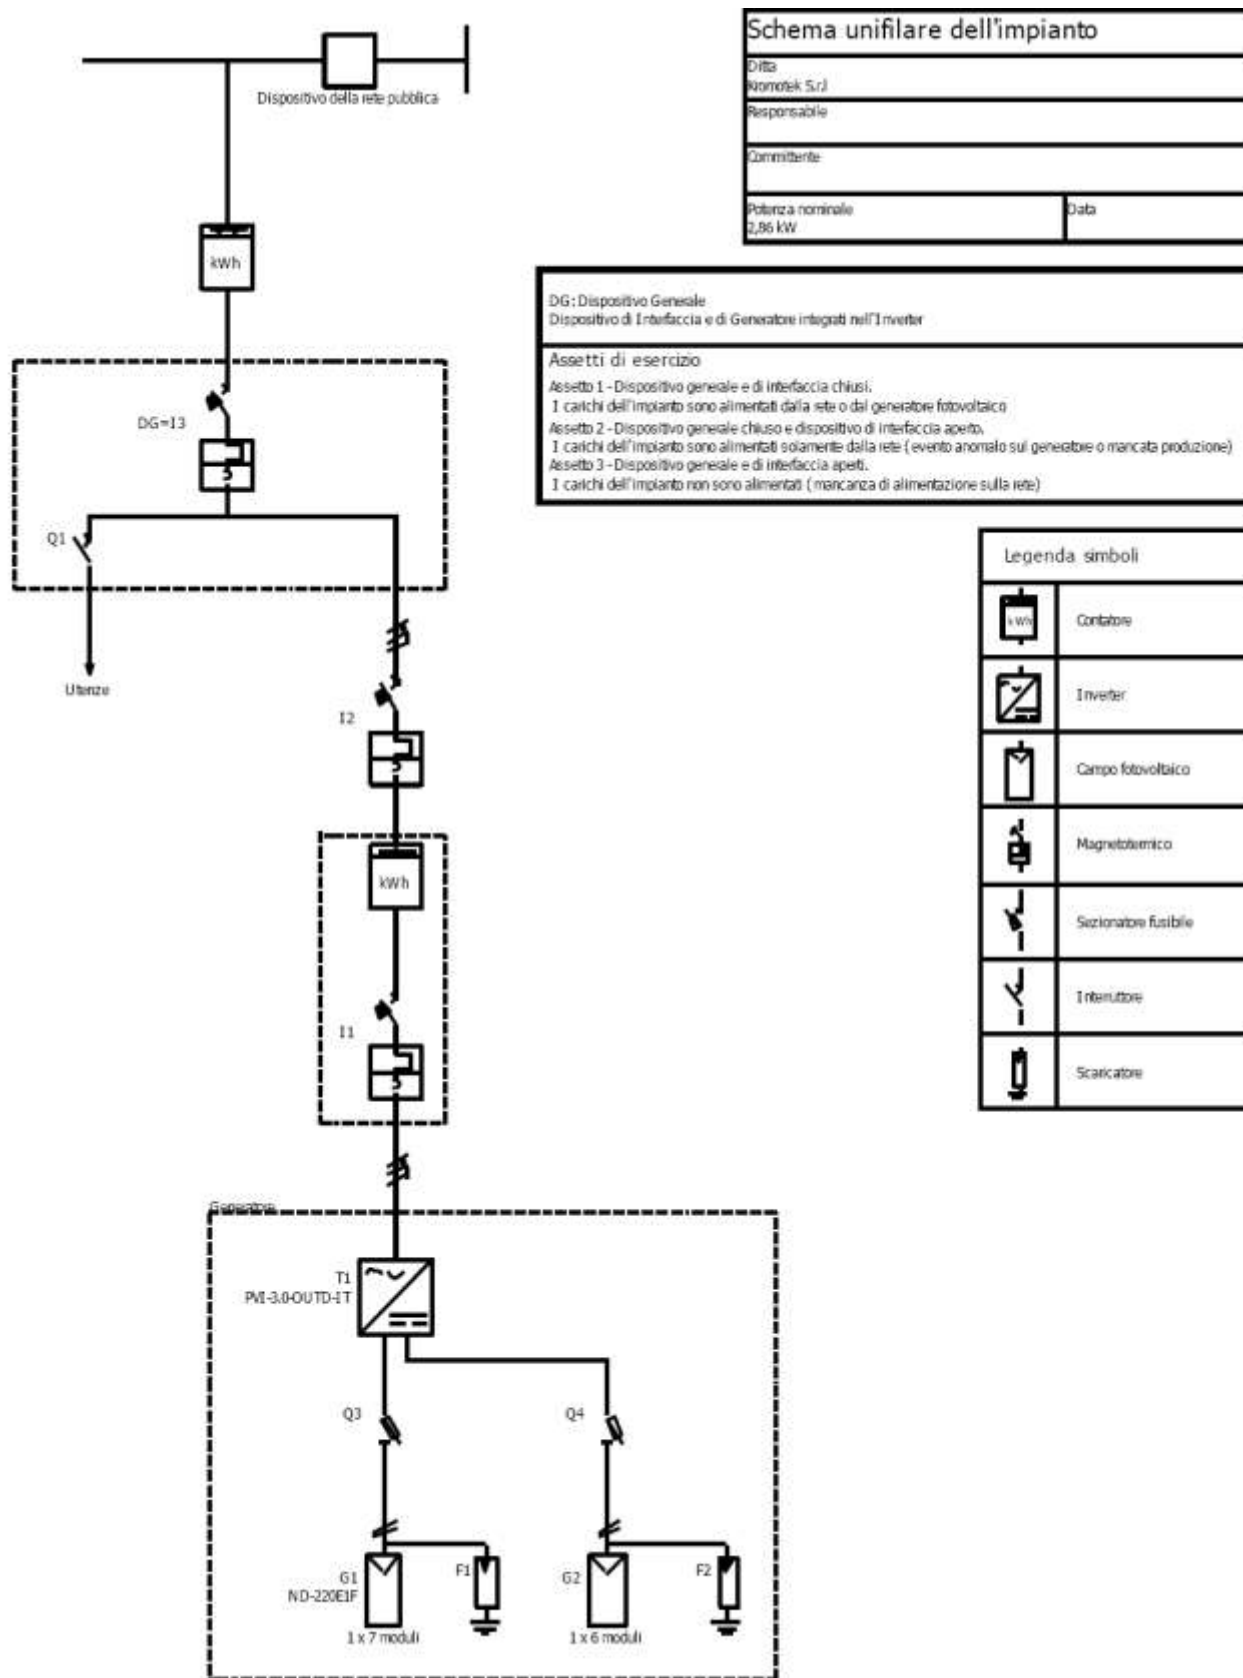 Schema unifilare dell'impianto
Ditta
Kromotek S.r.l
Responsabile
Committente
Potenza nominale
2,86 kW
Data
Dispositivo della rete pubblica
kWh
DG: Dispositivo Generale
Dispositivo di Interfaccia e di Generatore integrati nell'Inverter
Assetti di esercizio
Assetto 1 - Dispositivo generale e di interfaccia chiusi.
I carichi dell'impianto sono alimentati dalla rete o dal generatore fotovoltaico
Assetto 2 - Dispositivo generale chiuso e dispositivo di interfaccia aperto.
I carichi dell'impianto sono alimentati solamente dalla rete ( evento anomalo sul generatore o mancata produzione)
Assetto 3 - Dispositivo generale e di interfaccia aperti.
I carichi dell'impianto non sono alimentati ( mancanza di alimentazione sulla rete)
DG=I3
Q1
Utenze
I2
kWh
I1
Legenda simboli
kWh
Contatore
Inverter
Campo fotovoltaico
Magnetotermico
Sezionatore fusibile
Interruttore
Scaricatore
Generatore
T1
PVI-3.0-OUTD-IT
Q3
Q4
G1
ND-220E1F
F1
G2
F2
1 x 7 moduli
1 x 6 moduli